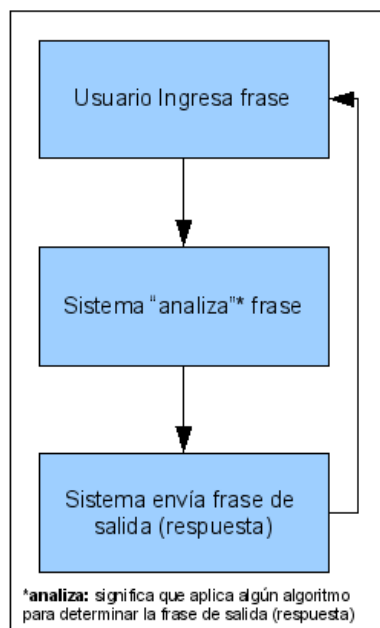 Usuario Ingresa frase
Sistema “analiza”* frase
Sistema envía frase de
salida (respuesta)
*analiza: significa que aplica algún algoritmo
para determinar la frase de salida (respuesta)